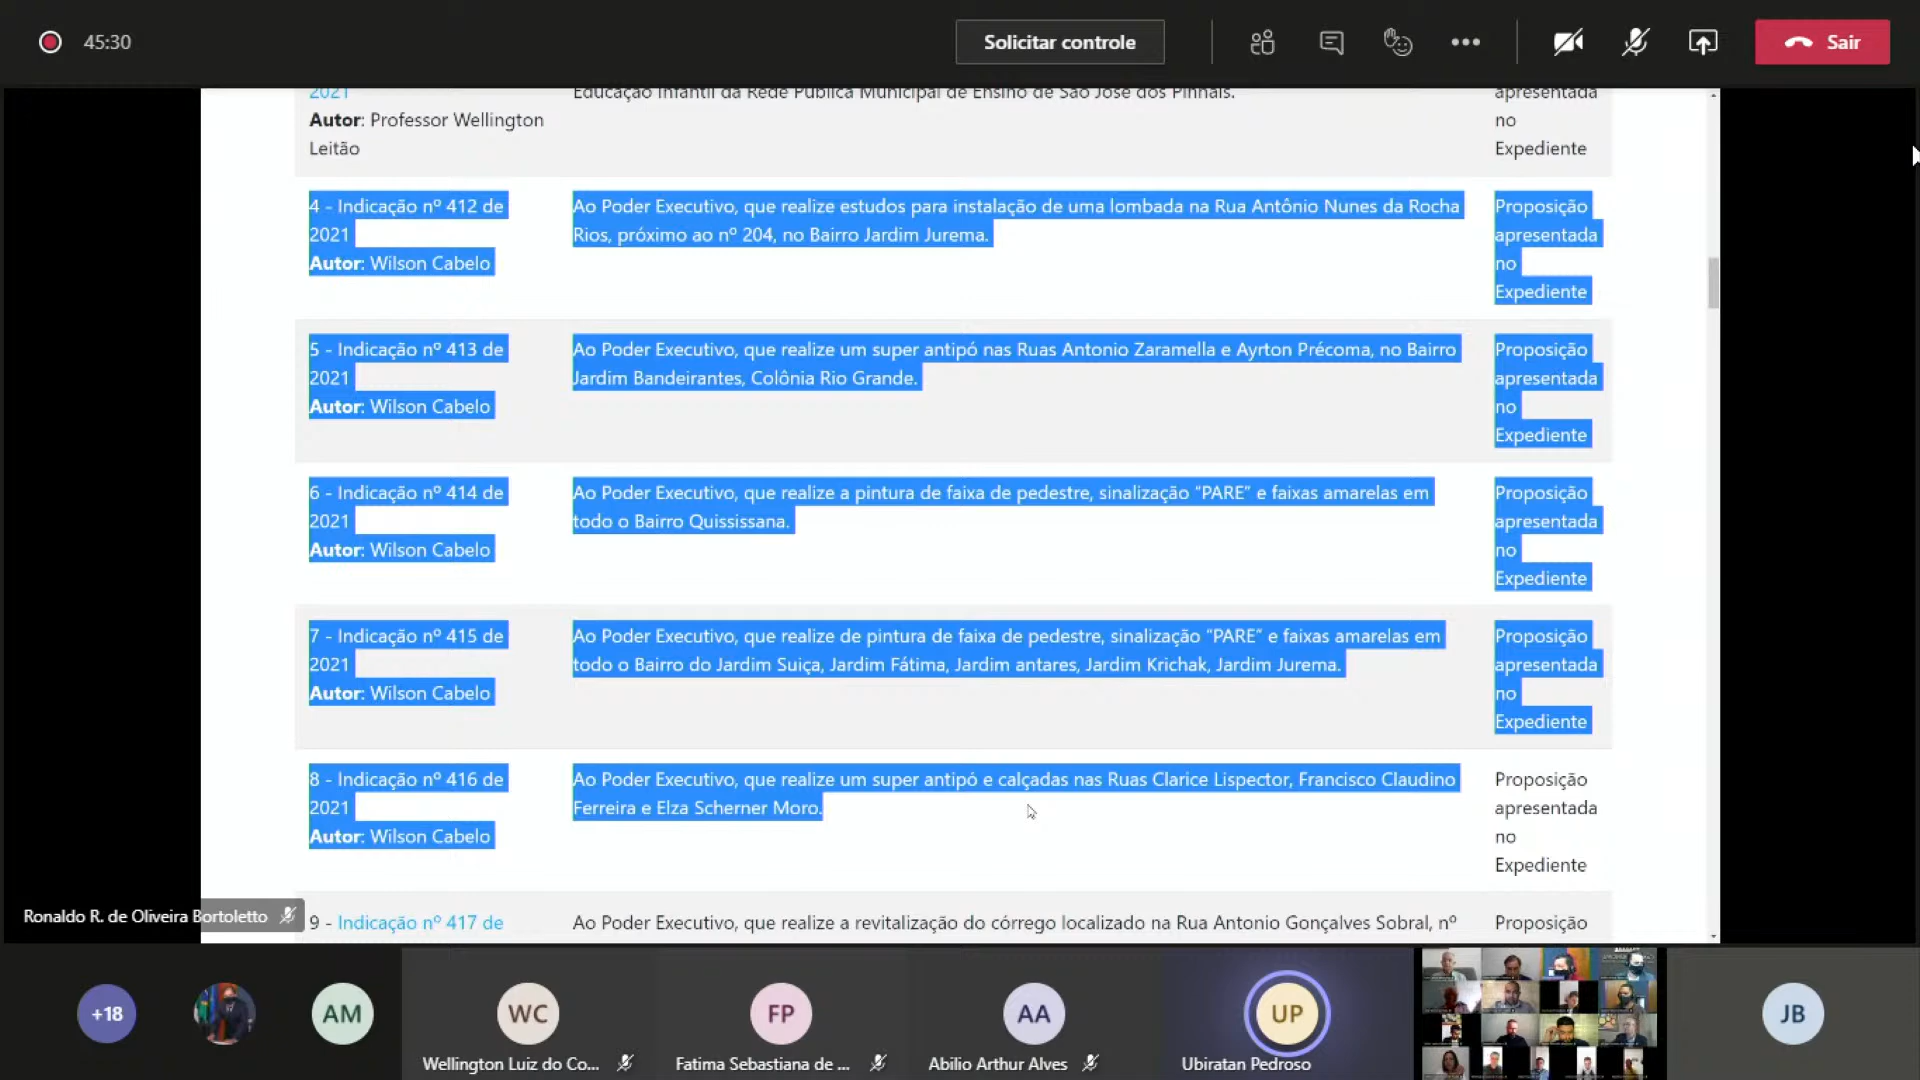 45:30
Solicitar controle
Sair
2021
Educação Infantil da Rede Pública Municipal de Ensino de São José dos Pinhais.
apresentada
Autor: Professor Wellington
no
Leitão
Expediente
4 - Indicação nº 412 de
Ao Poder Executivo, que realize estudos para instalação de uma lombada na Rua Antônio Nunes da Rocha
Proposição
2021
Rios, próximo ao nº 204, no Bairro Jardim Jurema.
apresentada
Autor: Wilson Cabelo
no
Expediente
5 - Indicação nº 413 de
Ao Poder Executivo, que realize um super antipó nas Ruas Antonio Zaramella e Ayrton Précoma, no Bairro
Proposição
2021
Jardim Bandeirantes, Colônia Rio Grande.
apresentada
Autor: Wilson Cabelo
no
Expediente
6 - Indicação nº 414 de
Ao Poder Executivo, que realize a pintura de faixa de pedestre, sinalização “PARE” e faixas amarelas em
Proposição
2021
todo o Bairro Quississana.
apresentada
Autor: Wilson Cabelo
no
Expediente
7 - Indicação nº 415 de
Ao Poder Executivo, que realize de pintura de faixa de pedestre, sinalização “PARE” e faixas amarelas em
Proposição
2021
todo o Bairro do Jardim Suiça, Jardim Fátima, Jardim antares, Jardim Krichak, Jardim Jurema.
apresentada
Autor: Wilson Cabelo
no
Expediente
8 - Indicação nº 416 de
Ao Poder Executivo, que realize um super antipó e calçadas nas Ruas Clarice Lispector, Francisco Claudino
Proposição
2021
Ferreira e Elza Scherner Moro.
apresentada
Autor: Wilson Cabelo
no
Expediente
Ronaldo R. de Oliveira Bortoletto
9 - Indicação nº 417 de
Ao Poder Executivo, que realize a revitalização do córrego localizado na Rua Antonio Gonçalves Sobral, nº
Proposição
+18
AM
WC
FP
AA
UP
JB
Wellington Luiz do Co...
Fatima Sebastiana de ...
Abilio Arthur Alves
Ubiratan Pedroso